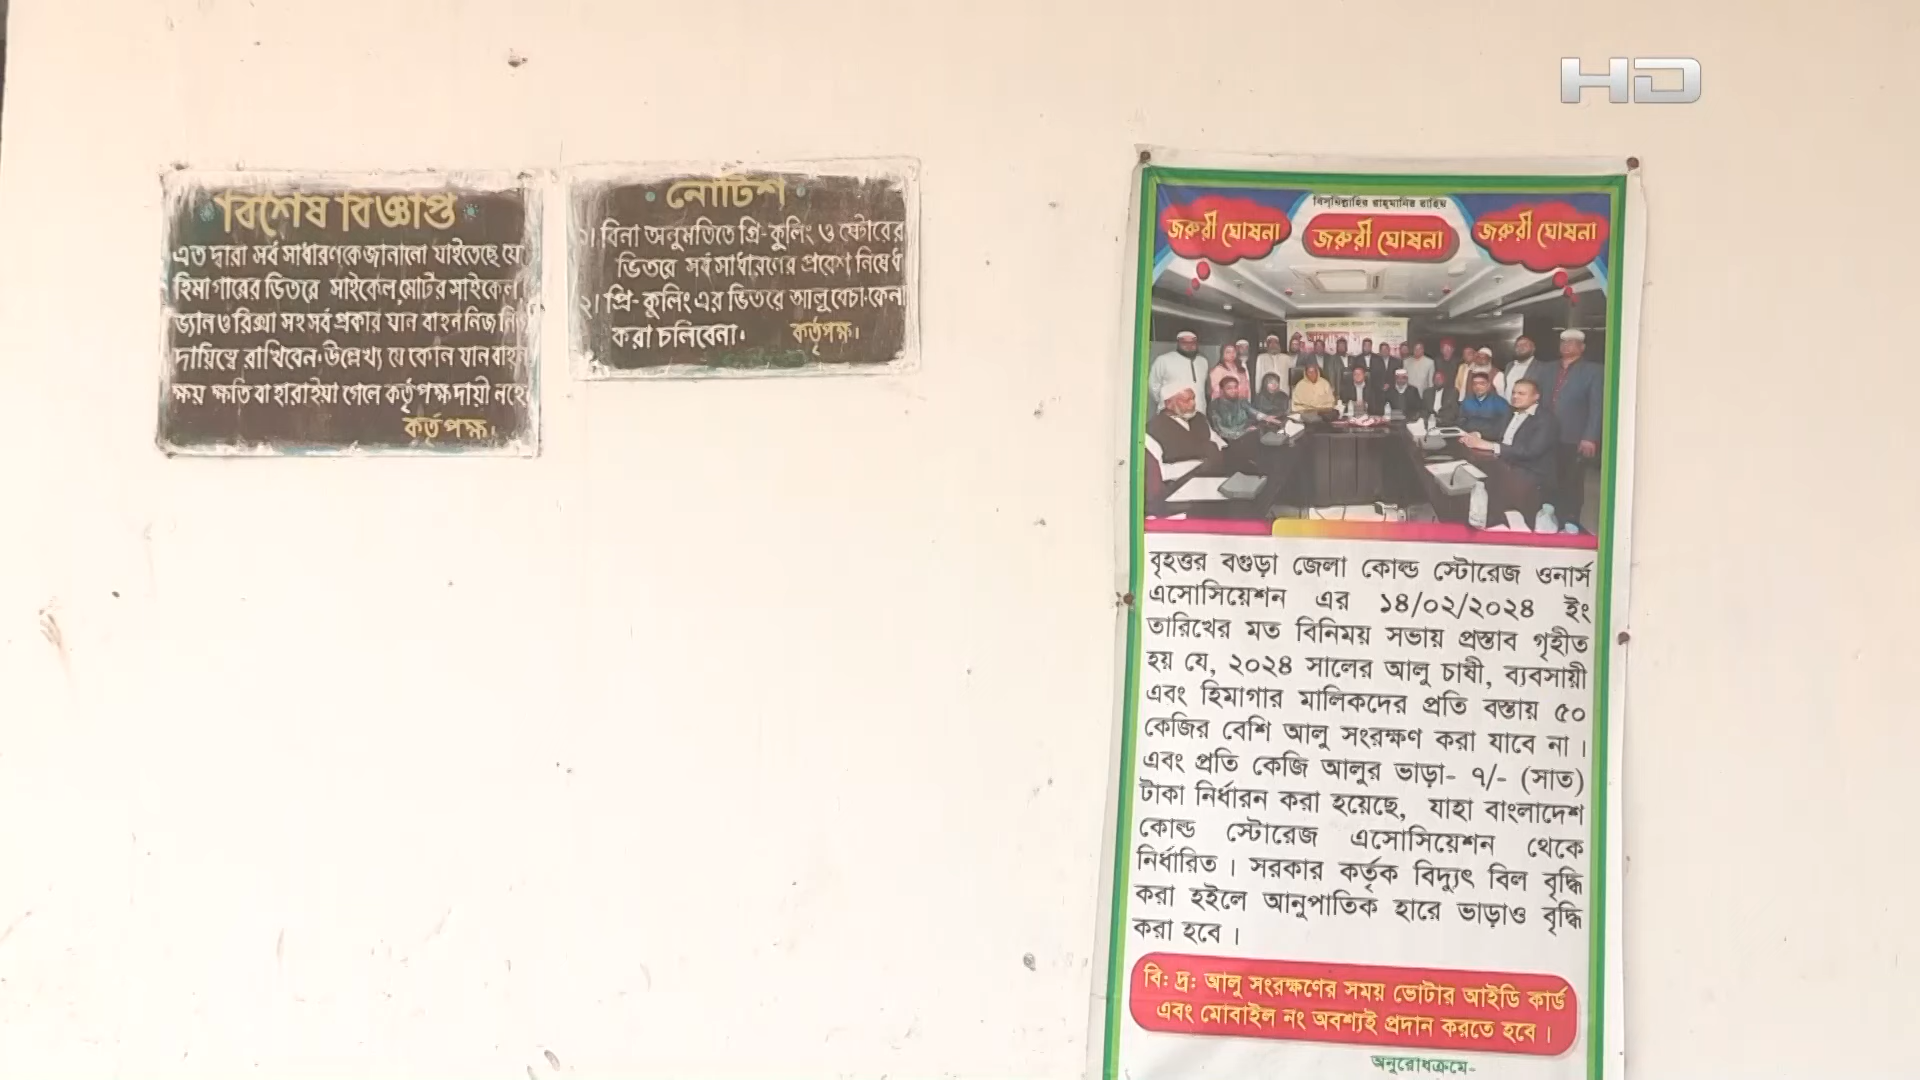 বিশেষ বিজ্ঞপ্তি
এত দ্বারা সর্ব সাধারণকে জানানো যাইতেছে যে
হিমাগারের ভিতরে সাইকেল, মোটর সাইকেল
ভ্যান ও রিক্সা সহ সর্ব প্রকার যান বাহন নিজ নিজ
দায়িত্বে রাখিবেন। উল্লেখ্য যে কোন যান বাহন
ক্ষয় ক্ষতি বা হারাইয়া গেলে কর্তৃপক্ষ দায়ী নহে
কর্তৃপক্ষ।
নোটিশ
১। বিনা অনুমতিতে প্রি-কুলিং ও ষ্টোরের
ভিতরে সর্ব সাধারণের প্রবেশ নিষেধ
২। প্রি-কুলিং এর ভিতরে আলু বেচা-কেনা
করা চলিবেনা। কর্তৃপক্ষ।
HD
বিসমিল্লাহির রাহমানির রাহিম
জরুরী ঘোষনা জরুরী ঘোষনা জরুরী ঘোষনা
বৃহত্তর বগুড়া জেলা কোল্ড স্টোরেজ ওনার্স
এসোসিয়েশন এর ১৪/০২/২০২৪ ইং
তারিখের মত বিনিময় সভায় প্রস্তাব গৃহীত
হয় যে, ২০২৪ সালের আলু চাষী, ব্যবসায়ী
এবং হিমাগার মালিকদের প্রতি বস্তায় ৫০
কেজির বেশি আলু সংরক্ষণ করা যাবে না।
এবং প্রতি কেজি আলুর ভাড়া- ৭/- (সাত)
টাকা নির্ধারন করা হয়েছে, যাহা বাংলাদেশ
কোল্ড স্টোরেজ এসোসিয়েশন থেকে
নির্ধারিত। সরকার কর্তৃক বিদ্যুৎ বিল বৃদ্ধি
করা হইলে আনুপাতিক হারে ভাড়াও বৃদ্ধি
করা হবে।
বি: দ্র: আলু সংরক্ষণের সময় ভোটার আইডি কার্ড
এবং মোবাইল নং অবশ্যই প্রদান করতে হবে।
অনুরোধক্রমে-